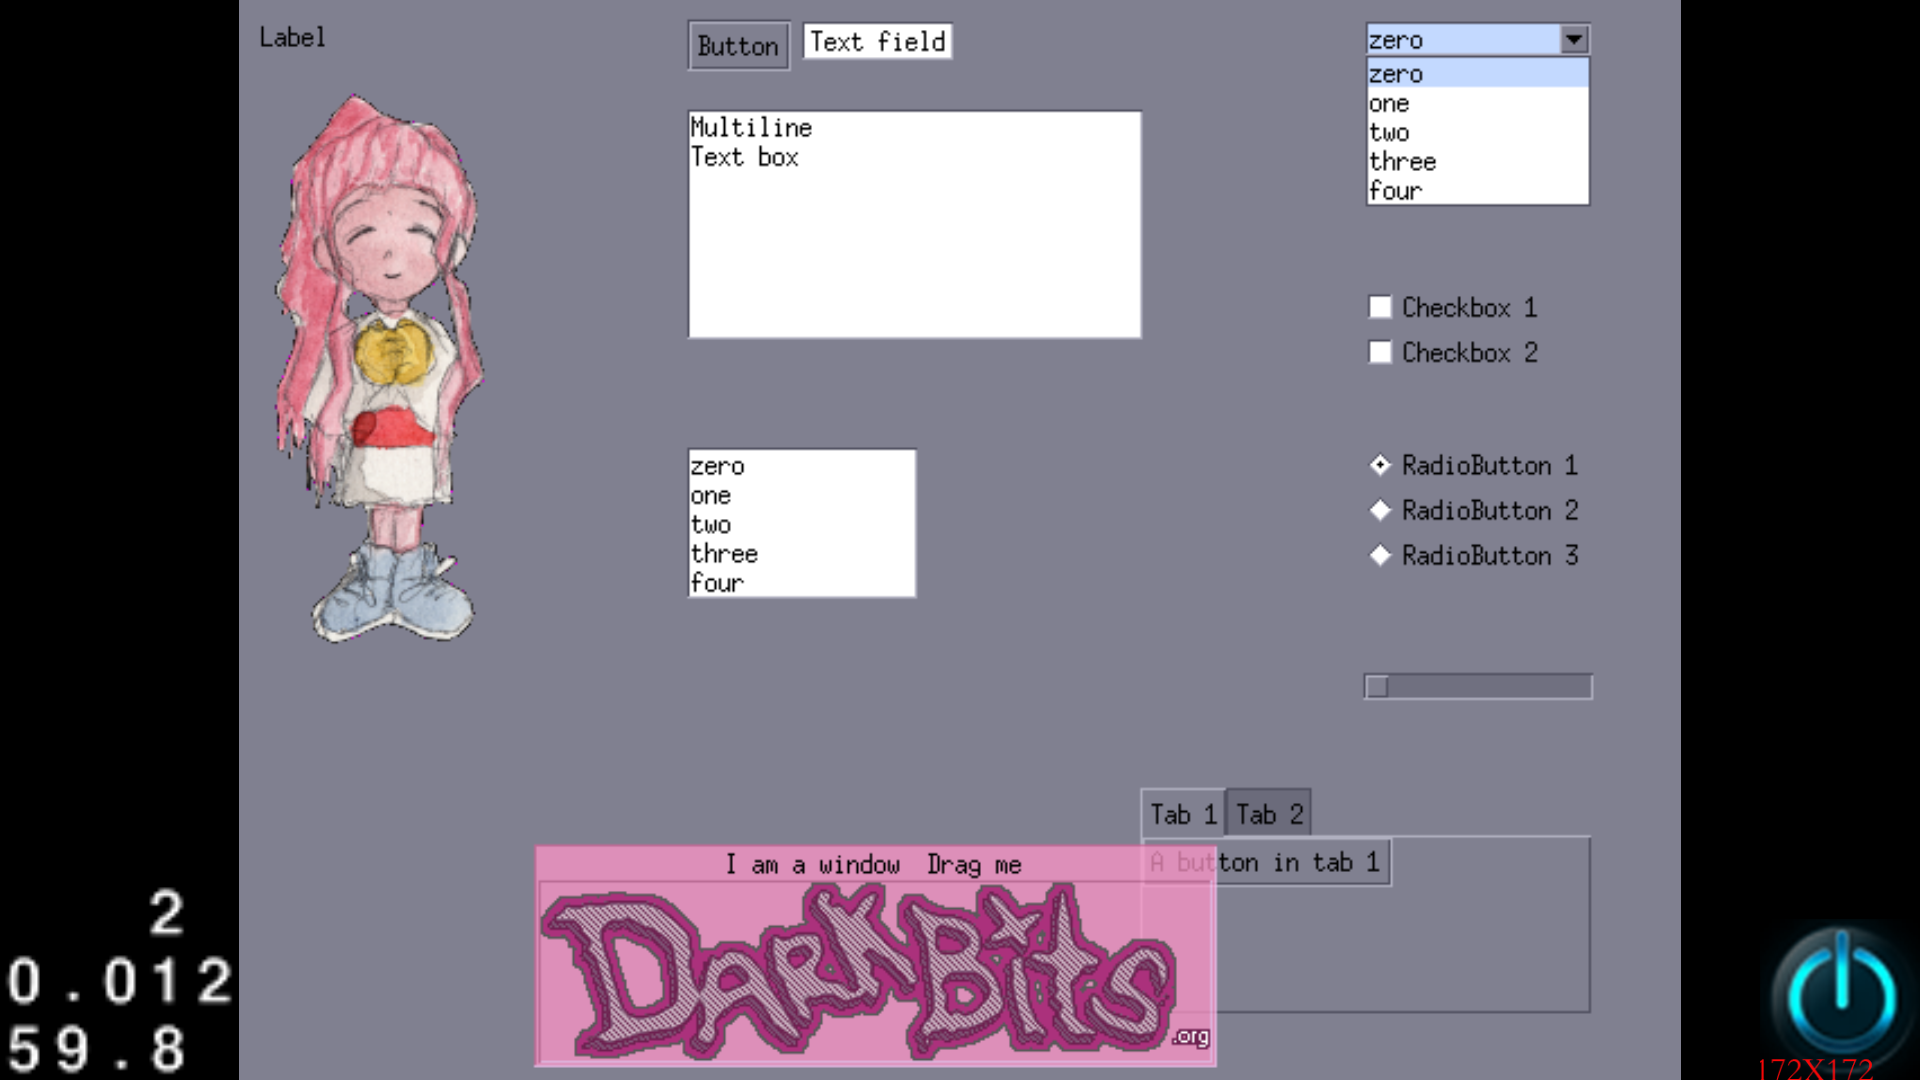 Label
Button
Text field
zero
zero
one
two
three
four
Multiline
Text box
Checkbox 1
Checkbox 2
zero
one
two
three
four
RadioButton 1
RadioButton 2
RadioButton 3
Tab 1
Tab 2
A button in tab 1
I am a window  Drag me
DarkBits
.org
2
0.012
59.8
172X172